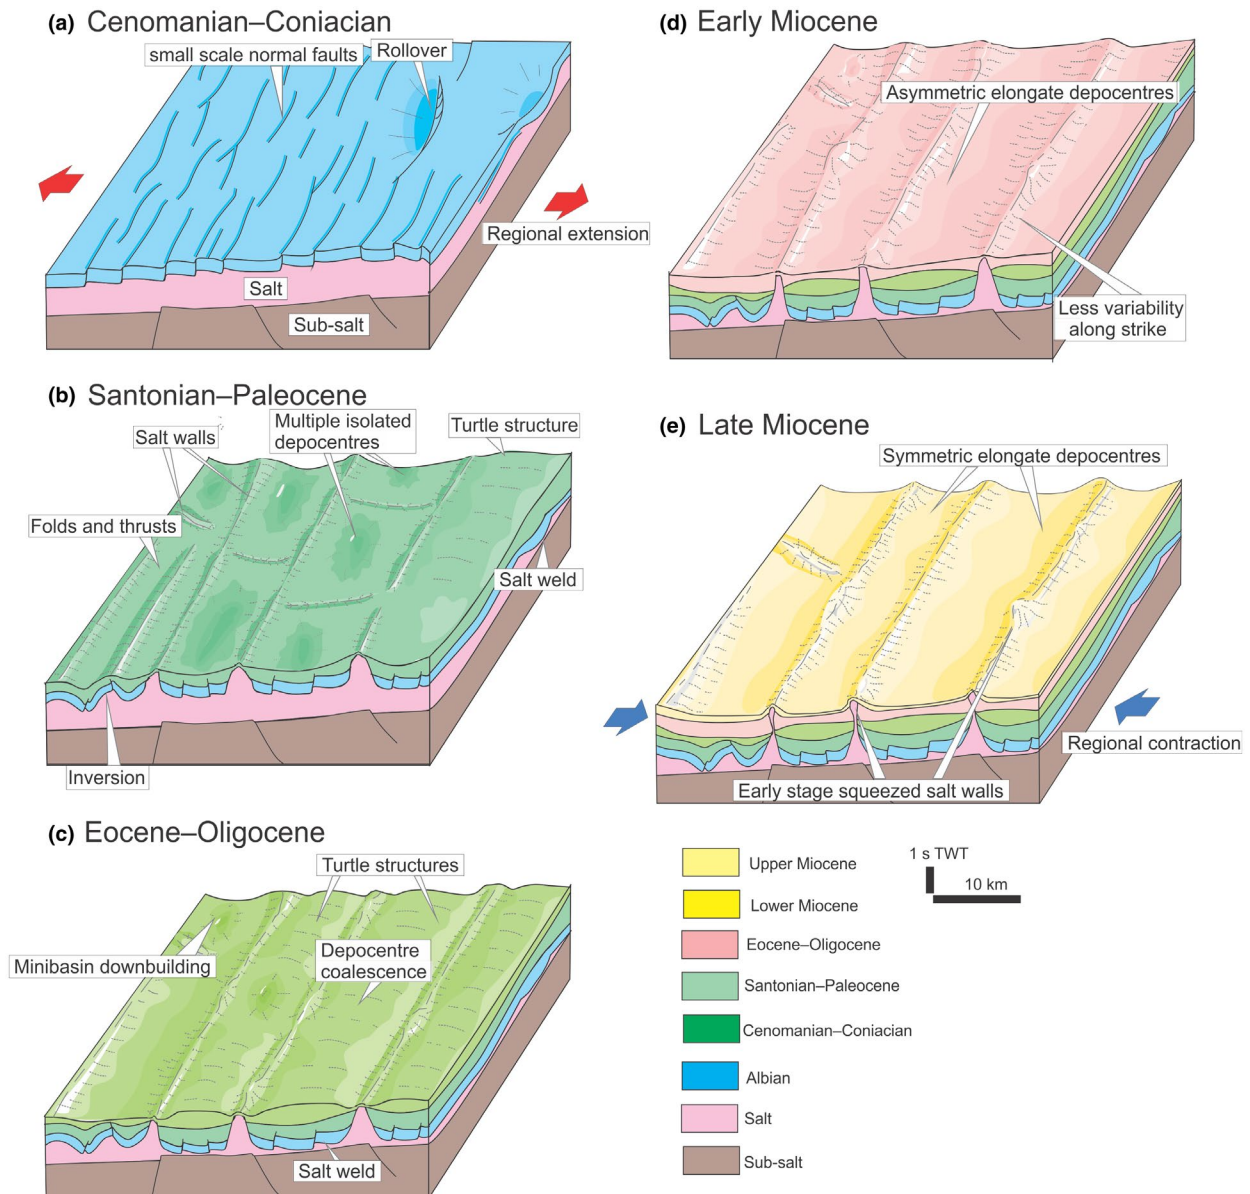 (a) Cenomanian–Coniacian
small scale normal faults
Rollover
Regional extension
Salt
Sub-salt
(b) Santonian–Paleocene
Salt walls
Multiple isolated
depocentres
Turtle structure
Folds and thrusts
Salt weld
Inversion
(c) Eocene–Oligocene
Turtle structures
Minibasin downbuilding
Depocentre
coalescence
Salt weld
(d) Early Miocene
Asymmetric elongate depocentres
Less variability
along strike
(e) Late Miocene
Symmetric elongate depocentres
Regional contraction
Early stage squeezed salt walls
Upper Miocene
Lower Miocene
Eocene–Oligocene
Santonian–Paleocene
Cenomanian–Coniacian
Albian
Salt
Sub-salt
1 s TWT
10 km